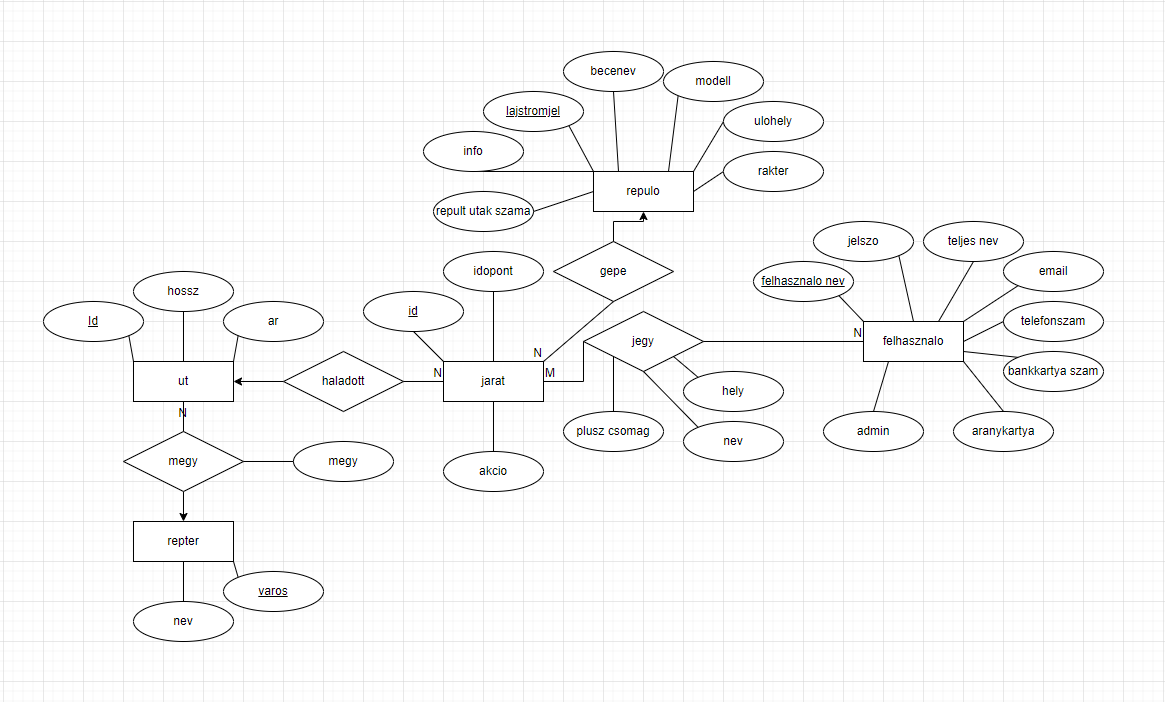 becenev
modell
lajstromjel
ulohely
info
rakter
repulo
repult utak szama
jelszo
teljes nev
idopont
gepe
email
felhasznalo nev
hossz
id
Id
ar
telefonszam
N
jegy
felhasznalo
N
bankkartya szam
ut
haladott
N
jarat
M
hely
N
plusz csomag
nev
admin
aranykartya
megy
megy
akcio
repter
varos
nev